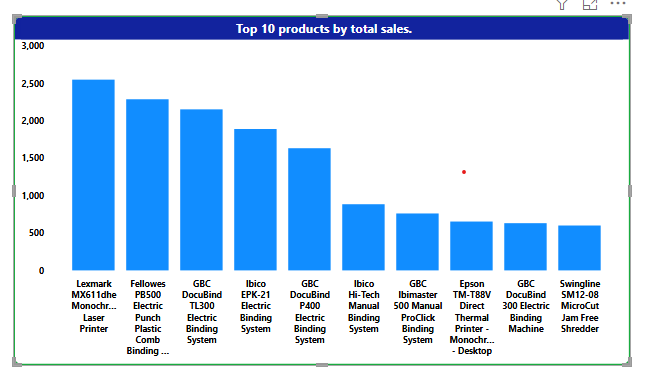 Top 10 products by total sales.
3,000
2,500
2,000
1,500
1,000
500
0
Lexmark
MX611dhe
Monochr...
Laser
Printer
Fellowes
PB500
Electric
Punch
Plastic
Comb
Binding ...
GBC
DocuBind
TL300
Electric
Binding
System
Ibico
EPK-21
Electric
Binding
System
GBC
DocuBind
P400
Electric
Binding
System
Ibico
Hi-Tech
Manual
Binding
System
GBC
Ibimaster
500 Manual
ProClick
Binding
System
Epson
TM-T88V
Direct
Thermal
Printer -
Monochr...
- Desktop
GBC
DocuBind
300 Electric
Binding
Machine
Swingline
SM12-08
MicroCut
Jam Free
Shredder